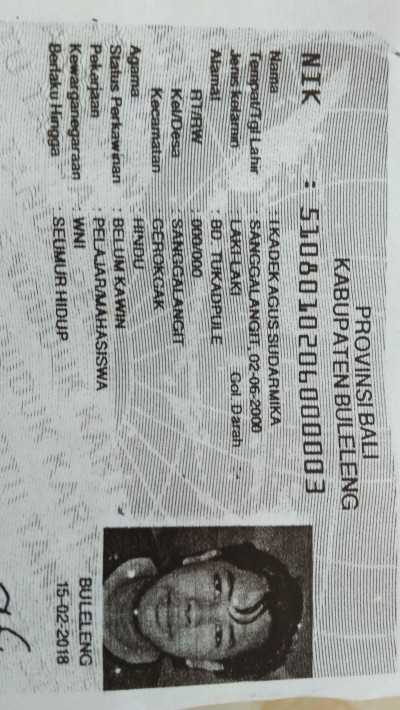 PROVINSI BALI
KABUPATEN BULELENG
NIK : 5108010206000003
Nama : I KADEK AGUS SUDARMIKA
Tempat/Tgl Lahir : SANGGALANGIT, 02-06-2000
Jenis Kelamin : LAKI-LAKI Gol. Darah : -
Alamat : BD. TUKADPULE
RT/RW : 000/000
Kel/Desa : SANGGALANGIT
Kecamatan : GEROKGAK
Agama : HINDU
Status Perkawinan : BELUM KAWIN
Pekerjaan : PELAJAR/MAHASISWA
Kewarganegaraan : WNI
Berlaku Hingga : SEUMUR HIDUP
BULELENG
15-02-2018